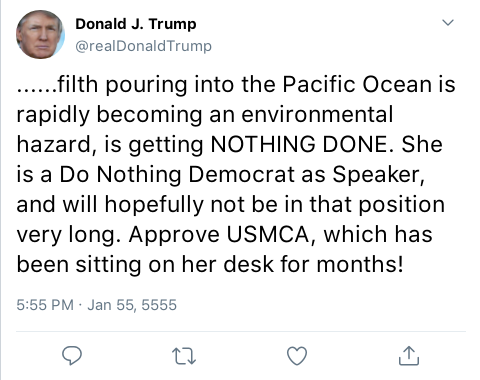 Donald J. Trump
@realDonaldTrump
......filth pouring into the Pacific Ocean is
rapidly becoming an environmental
hazard, is getting NOTHING DONE. She
is a Do Nothing Democrat as Speaker,
and will hopefully not be in that position
very long. Approve USMCA, which has
been sitting on her desk for months!
5:55 PM · Jan 55, 5555